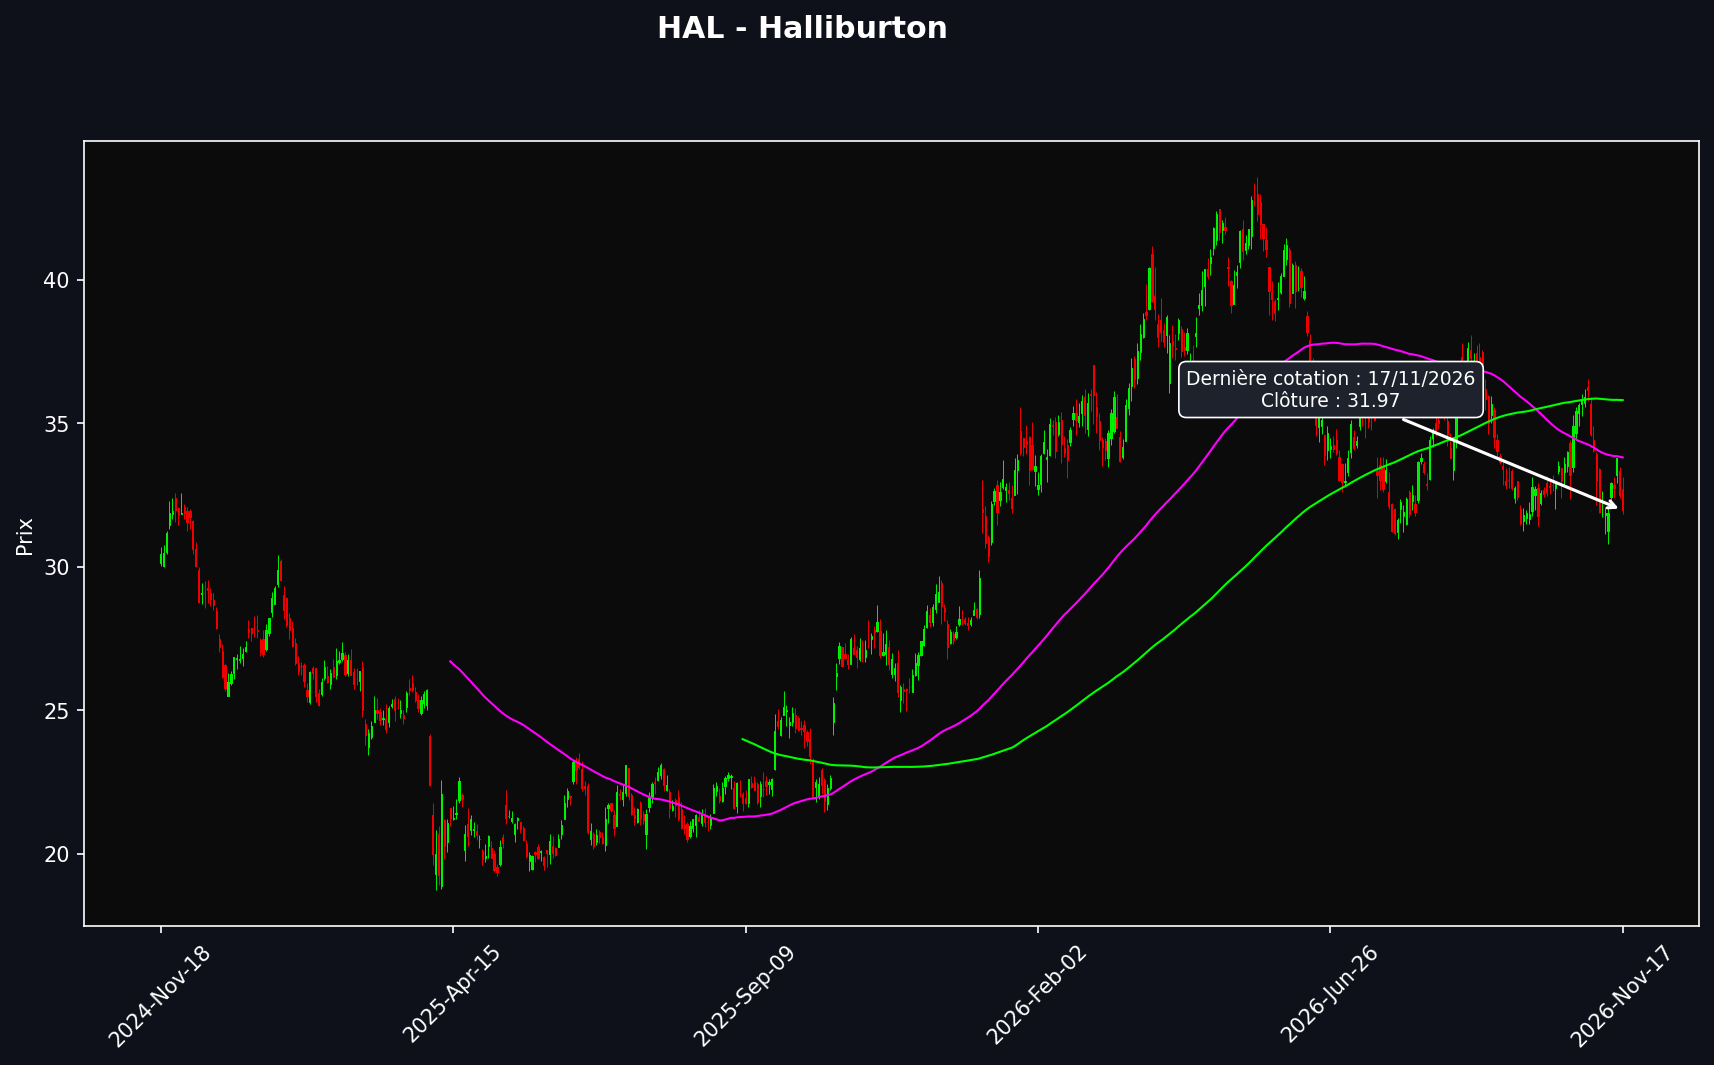 HAL - Halliburton
Prix
40
35
30
25
20
Dernière cotation : 17/11/2026
Clôture : 31.97
2024-Nov-18
2025-Apr-15
2025-Sep-09
2026-Feb-02
2026-Jun-26
2026-Nov-17